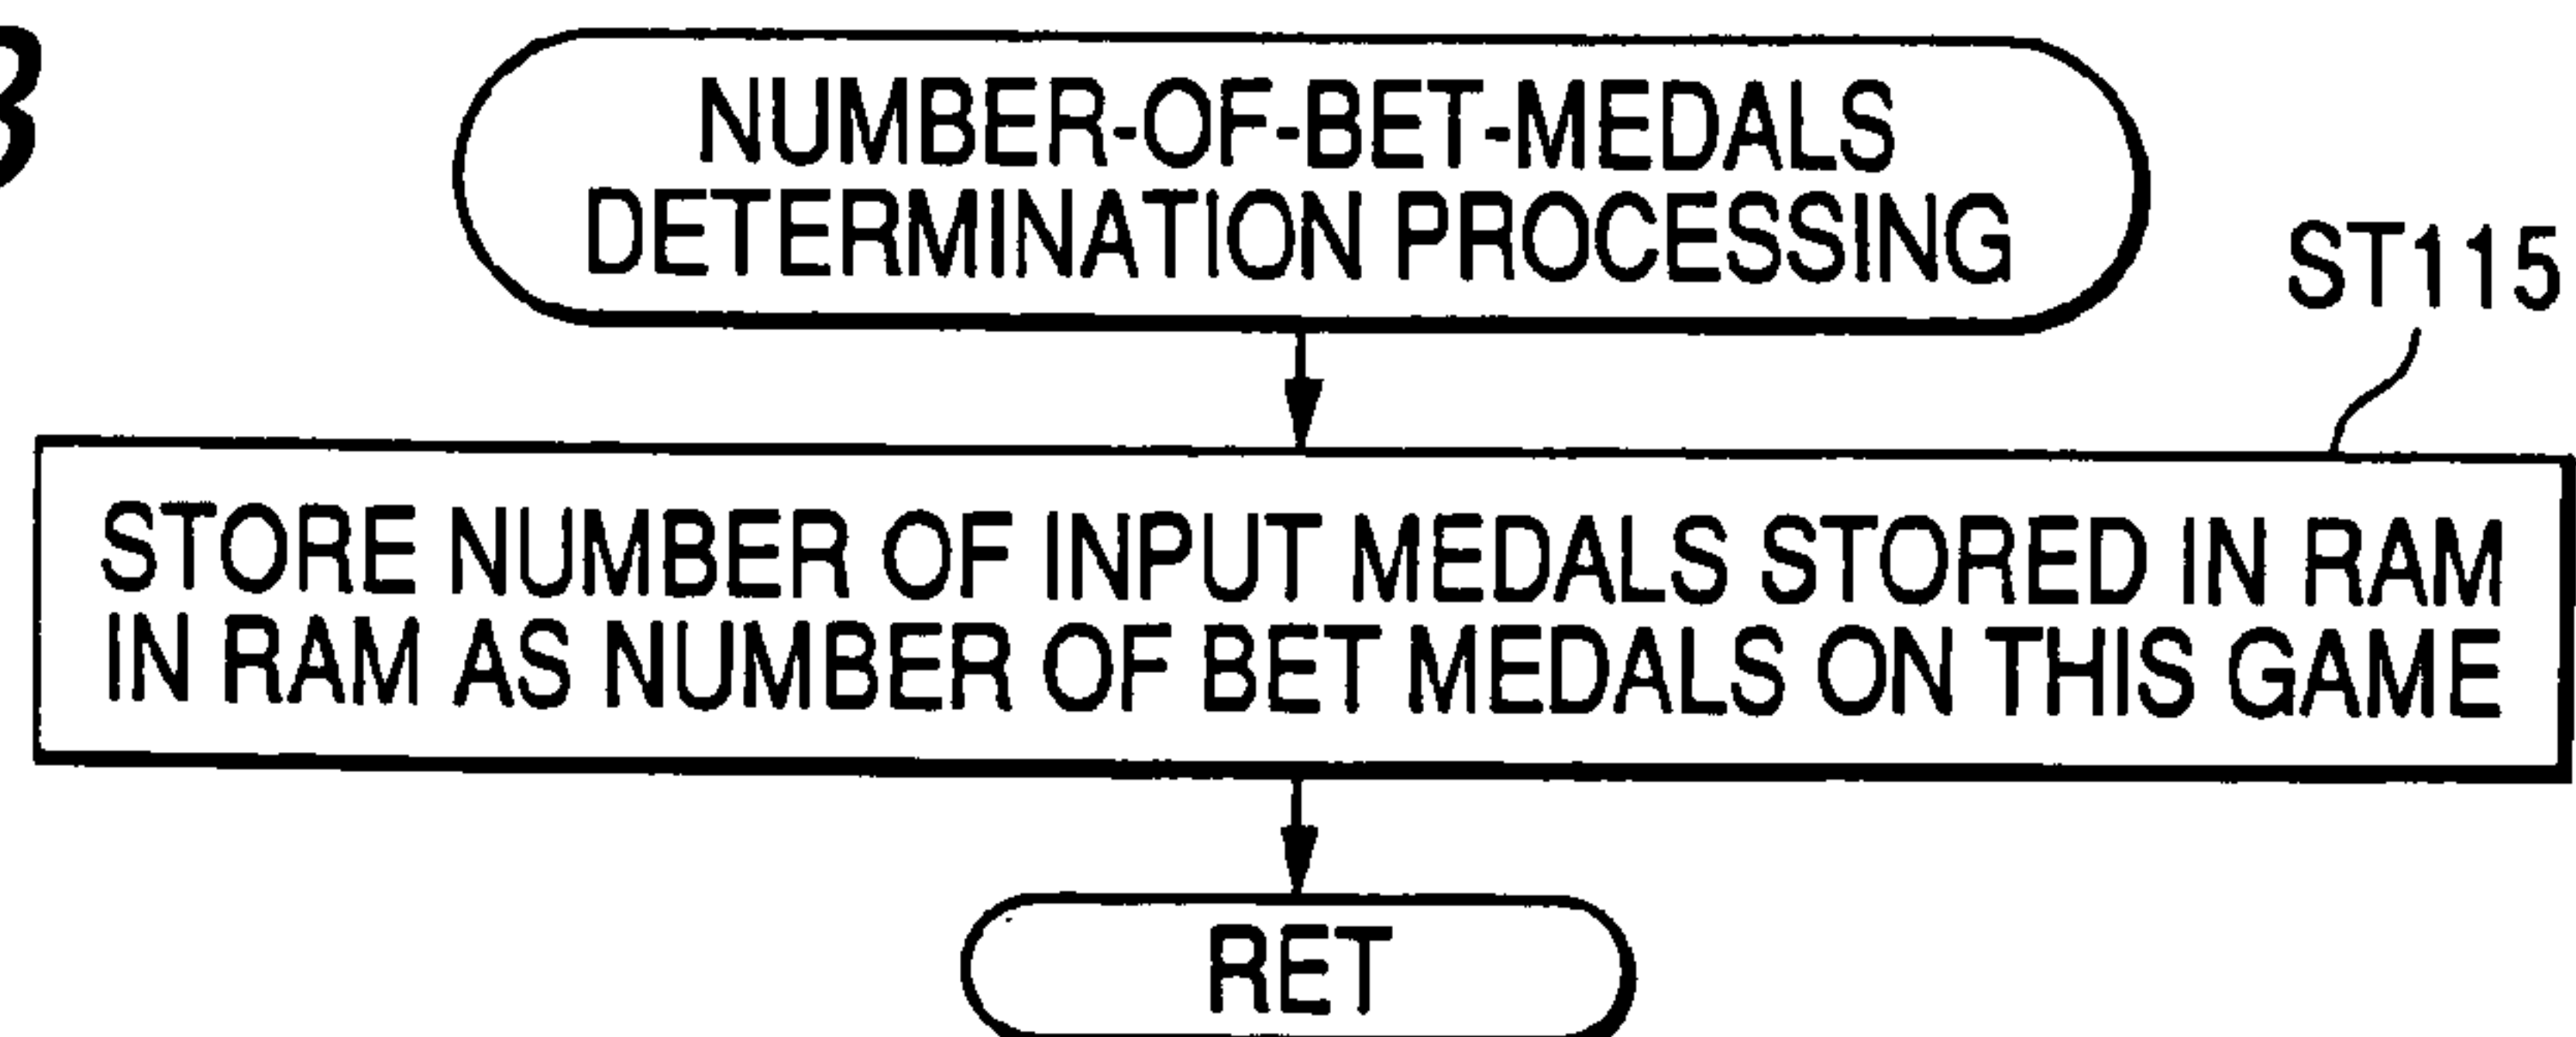 NUMBER-OF-BET-MEDALS
DETERMINATION PROCESSING
ST115
STORE NUMBER OF INPUT MEDALS STORED IN RAM
IN RAM AS NUMBER OF BET MEDALS ON THIS GAME
RET